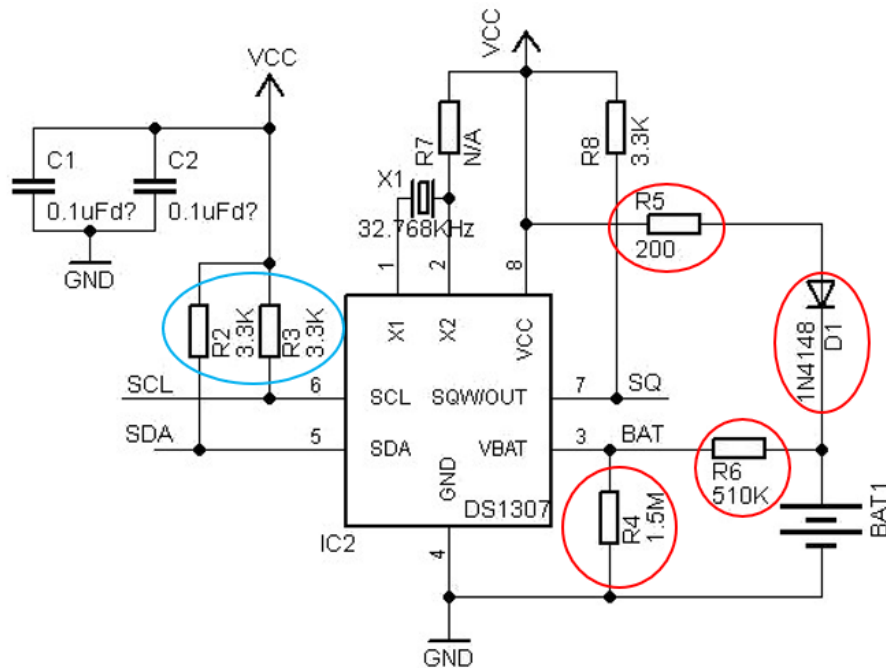 VCC
VCC
C1
C2
0.1uFd?
0.1uFd?
GND
R7
N/A
R8
3.3K
X1
32.768KHz
R5
200
1
2
8
R2
3.3K
R3
3.3K
X1
X2
VCC
1N4148
D1
SCL
6
SCL
SQW/OUT
7
SQ
SDA
5
SDA
VBAT
3
BAT
GND
DS1307
R6
510K
R4
1.5M
BAT1
IC2
4
GND